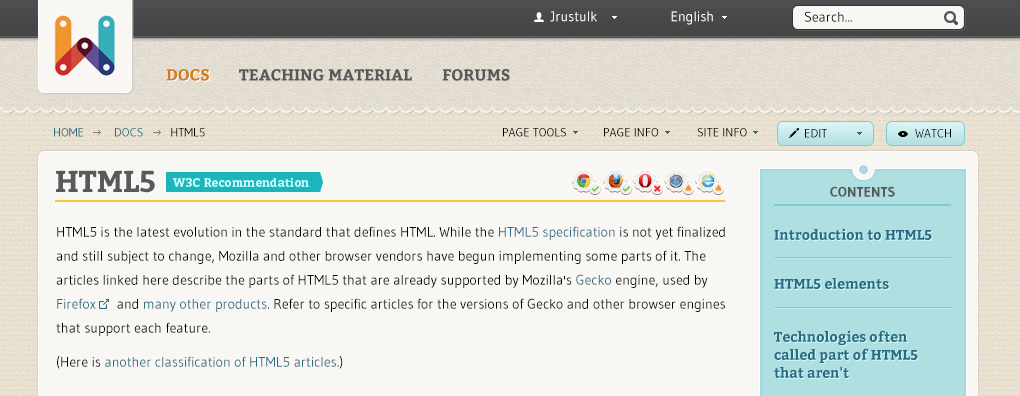 Jrustulk
English
Search...
DOCS
TEACHING MATERIAL
FORUMS
HOME → DOCS → HTML5
PAGE TOOLS
PAGE INFO
SITE INFO
EDIT
WATCH
HTML5
W3C Recommendation
HTML5 is the latest evolution in the standard that defines HTML. While the HTML5 specification is not yet finalized
and still subject to change, Mozilla and other browser vendors have begun implementing some parts of it. The
articles linked here describe the parts of HTML5 that are already supported by Mozilla's Gecko engine, used by
Firefox and many other products. Refer to specific articles for the versions of Gecko and other browser engines
that support each feature.
(Here is another classification of HTML5 articles.)
CONTENTS
Introduction to HTML5
HTML5 elements
Technologies often
called part of HTML5
that aren't